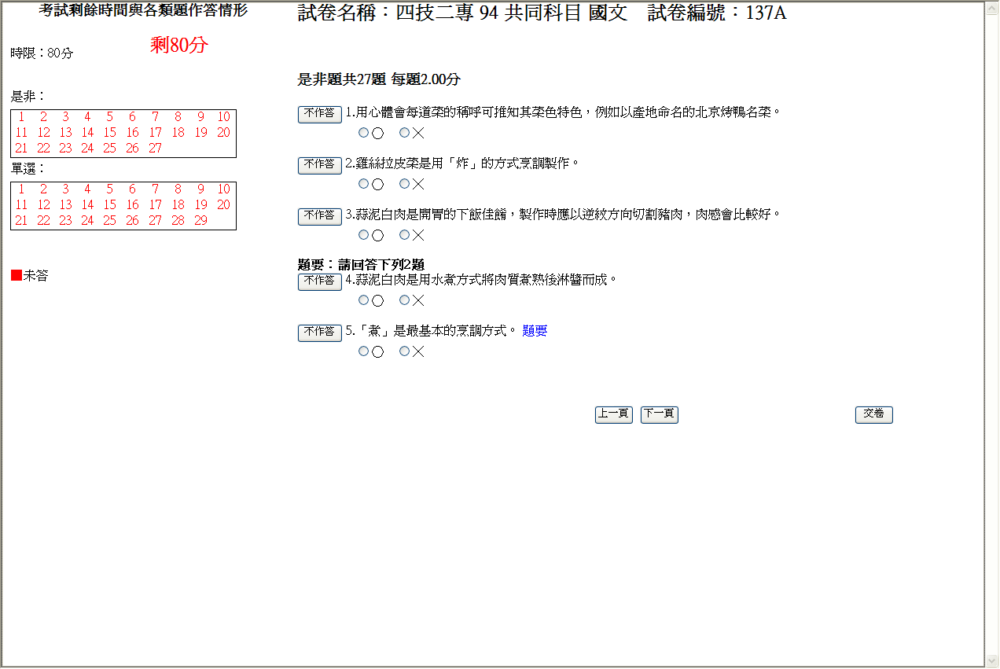 考試剩餘時間與各類題作答情形
時限：80分
剩80分
是非：
1 2 3 4 5 6 7 8 9 10
11 12 13 14 15 16 17 18 19 20
21 22 23 24 25 26 27
單選：
1 2 3 4 5 6 7 8 9 10
11 12 13 14 15 16 17 18 19 20
21 22 23 24 25 26 27 28 29
未答
試卷名稱：四技二專 94 共同科目 國文 試卷編號：137A
是非題共27題 每題2.00分
不作答 1.用心體會每道菜的稱呼可推知其菜色特色，例如以產地命名的北京烤鴨名菜。
○ ×
不作答 2.雞絲拉皮菜是用「炸」的方式烹調製作。
○ ×
不作答 3.蒜泥白肉是開胃的下飯佳餚，製作時應以逆紋方向切割豬肉，肉感會比較好。
○ ×
題要：請回答下列2題
不作答 4.蒜泥白肉是用水煮方式將肉質煮熟後淋醬而成。
○ ×
不作答 5.「煮」是最基本的烹調方式。 題要
○ ×
上一頁 下一頁 交卷